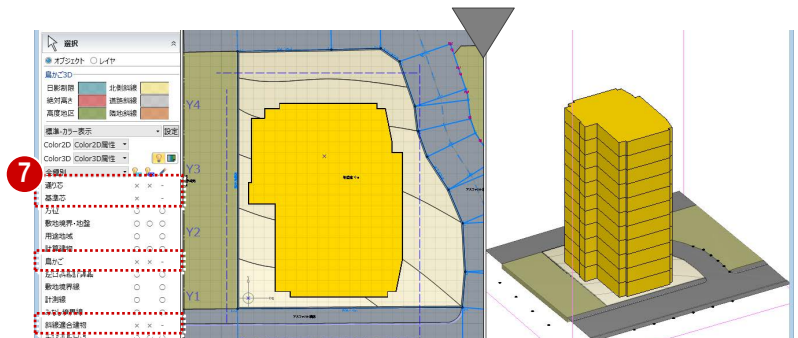 選択
オブジェクト レイヤ
鳥かご3D
日影制限 北側斜線
絶対高さ 道路斜線
高度地区 隣地斜線
標準-カラー表示 設定
Color2D Color2D属性
Color3D Color3D属性
全種別
7
通り芯 × × -
基準芯 × -
方位 ○ ○
敷地境界・地盤 ○ ○ ○
用途地域 ○ ○
計算建物 ○ ○ ○
鳥かご × × -
敷地境界線 ○ ○
計測線 ○ ○
斜線適合建物 × × -
Y4
Y3
Y2
Y1